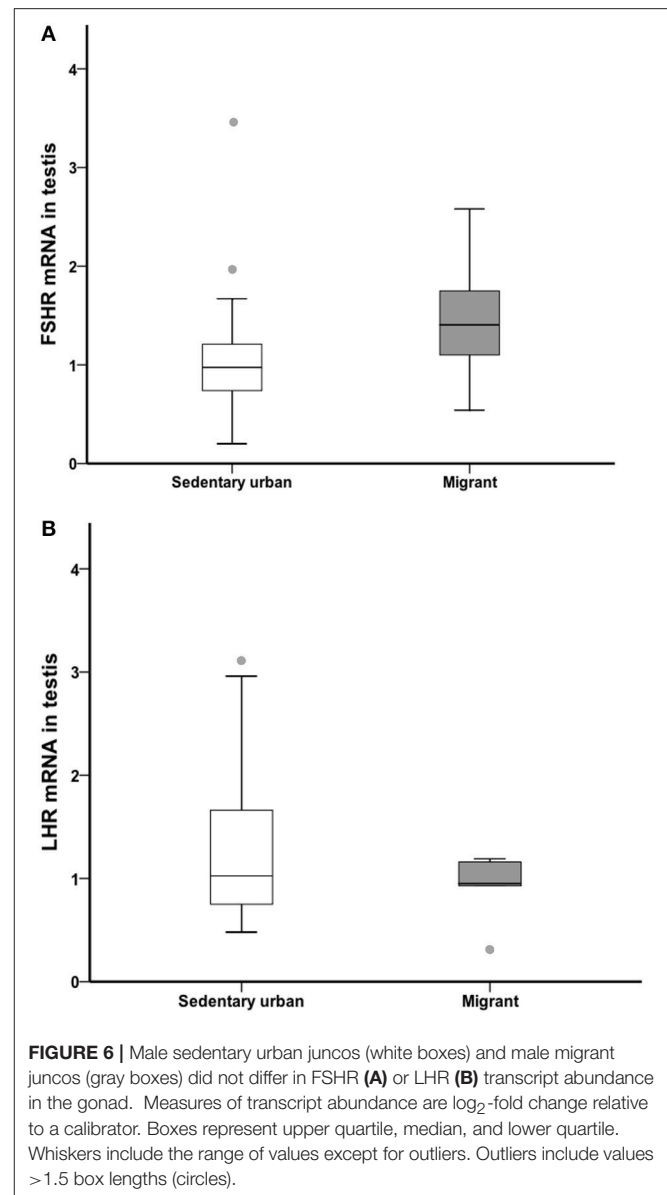 A
4
3
2
1
0
FSHR mRNA in testis
Sedentary urban Migrant
B
4
3
2
1
0
LHR mRNA in testis
Sedentary urban Migrant
FIGURE 6 | Male sedentary urban juncos (white boxes) and male migrant
juncos (gray boxes) did not differ in FSHR (A) or LHR (B) transcript abundance
in the gonad. Measures of transcript abundance are log₂-fold change relative
to a calibrator. Boxes represent upper quartile, median, and lower quartile.
Whiskers include the range of values except for outliers. Outliers include values
>1.5 box lengths (circles).